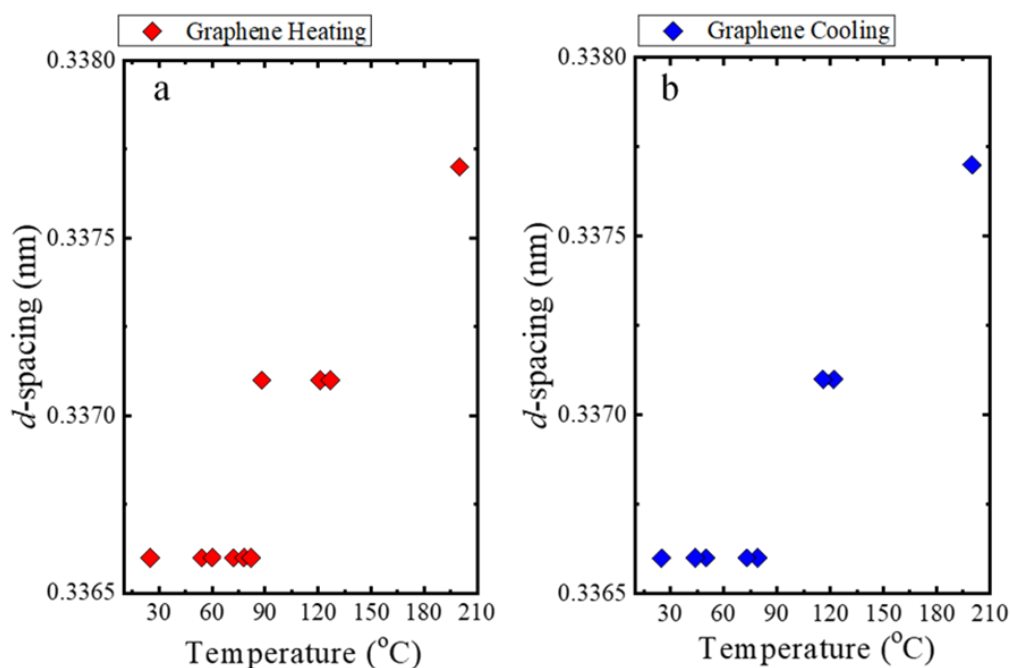 Graphene Heating
a
0.3380
0.3375
0.3370
0.3365
d-spacing (nm)
30 60 90 120 150 180 210
Temperature (°C)
Graphene Cooling
b
0.3380
0.3375
0.3370
0.3365
d-spacing (nm)
30 60 90 120 150 180 210
Temperature (°C)